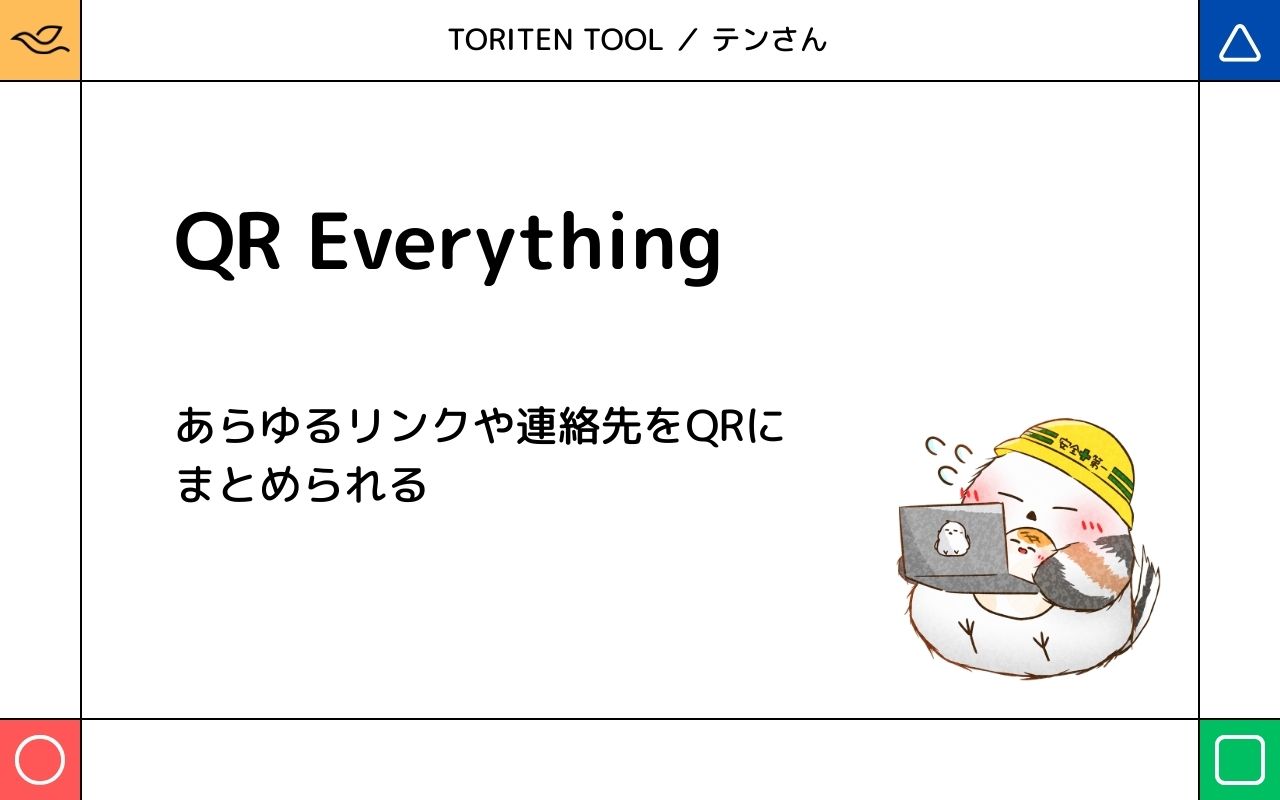 TORITEN TOOL ／ テンさん
QR Everything
あらゆるリンクや連絡先をQRに
まとめられる
安全✚第一